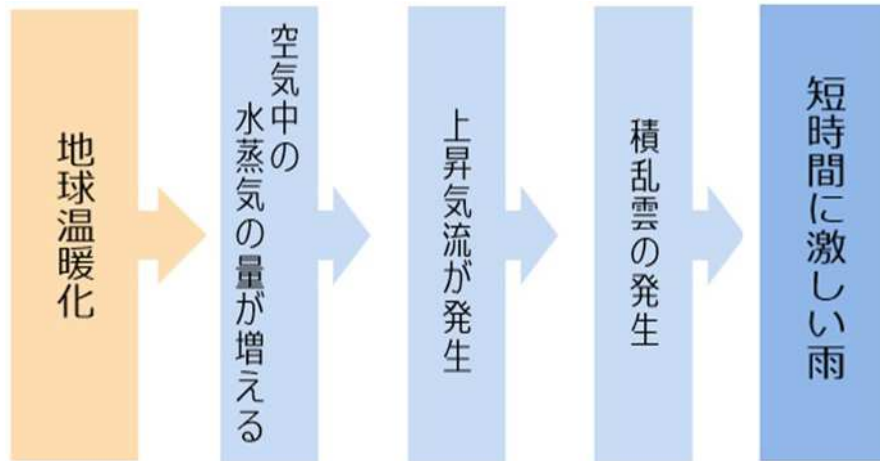 地球温暖化
空気中の
水蒸気の量が増える
上昇気流が発生
積乱雲の発生
短時間に激しい雨